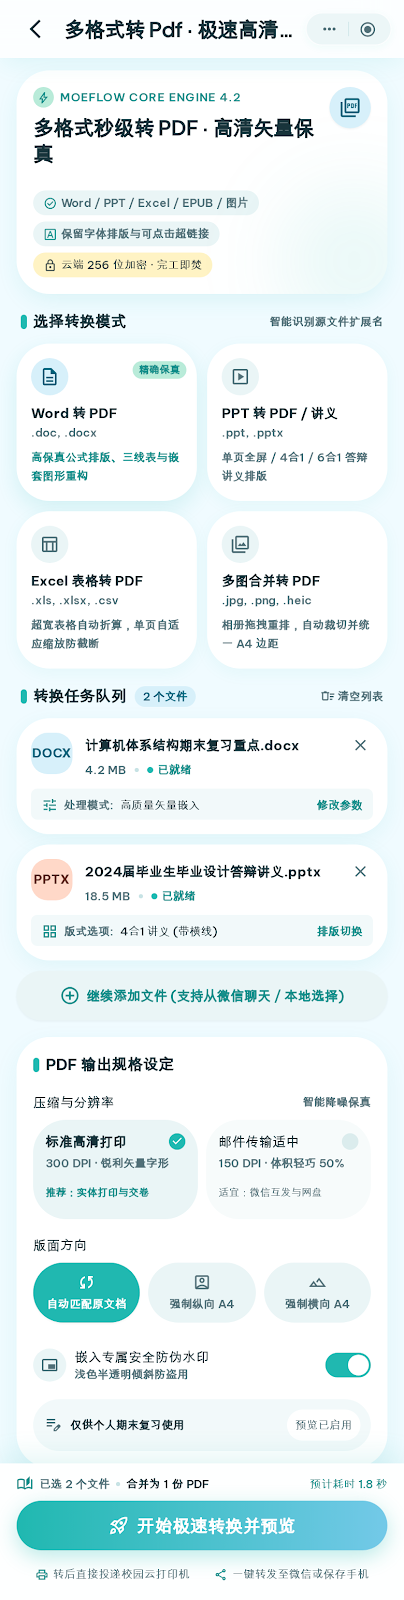 多格式转 Pdf · 极速高清...
MOEFLOW CORE ENGINE 4.2
多格式秒级转 PDF · 高清矢量保
真
Word / PPT / Excel / EPUB / 图片
保留字体排版与可点击超链接
云端 256 位加密 · 完工即焚
选择转换模式
智能识别源文件扩展名
精确保真
Word 转 PDF
.doc, .docx
高保真公式排版、三线表与嵌
套图形重构
PPT 转 PDF / 讲义
.ppt, .pptx
单页全屏 / 4合1 / 6合1 答辩
讲义排版
Excel 表格转 PDF
.xls, .xlsx, .csv
超宽表格自动折算，单页自适
应缩放防截断
多图合并转 PDF
.jpg, .png, .heic
相册拖拽重排，自动裁切并统
一 A4 边距
转换任务队列
2 个文件
清空列表
DOCX
计算机体系结构期末复习重点.docx
4.2 MB
已就绪
处理模式: 高质量矢量嵌入
修改参数
PPTX
2024届毕业生毕业设计答辩讲义.pptx
18.5 MB
已就绪
版式选项: 4合1 讲义 (带横线)
排版切换
继续添加文件 (支持从微信聊天 / 本地选择)
PDF 输出规格设定
压缩与分辨率
智能降噪保真
标准高清打印
300 DPI · 锐利矢量字形
推荐：实体打印与交卷
邮件传输适中
150 DPI · 体积轻巧 50%
适宜：微信互发与网盘
版面方向
自动匹配原文档
强制纵向 A4
强制横向 A4
嵌入专属安全防伪水印
浅色半透明倾斜防盗用
仅供个人期末复习使用
预览已启用
已选 2 个文件
合并为 1 份 PDF
预计耗时 1.8 秒
开始极速转换并预览
转后直接投递校园云打印机
一键转发至微信或保存手机